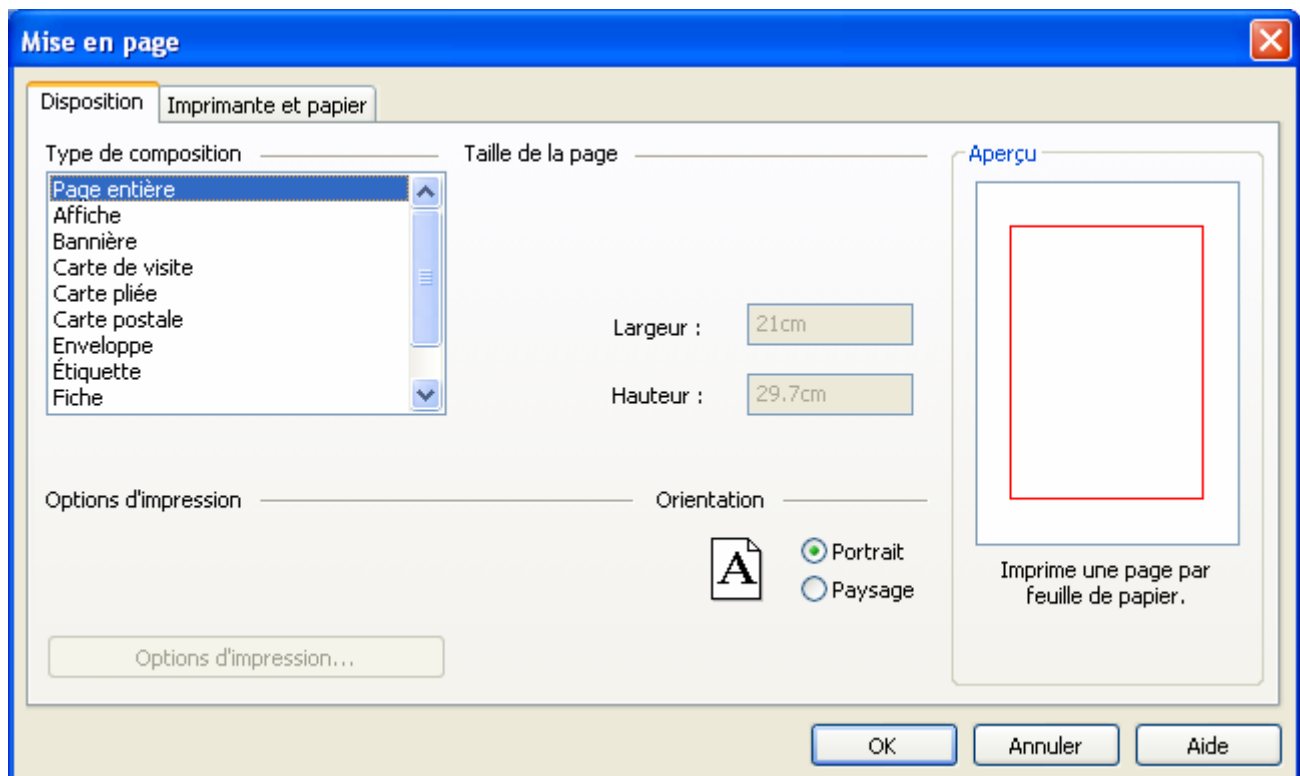 Mise en page
Disposition
Imprimante et papier
Type de composition
Page entière
Affiche
Bannière
Carte de visite
Carte pliée
Carte postale
Enveloppe
Étiquette
Fiche
Taille de la page
Largeur :
21cm
Hauteur :
29.7cm
Aperçu
Imprime une page par
feuille de papier.
Options d'impression
Options d'impression...
Orientation
A
Portrait
Paysage
OK
Annuler
Aide